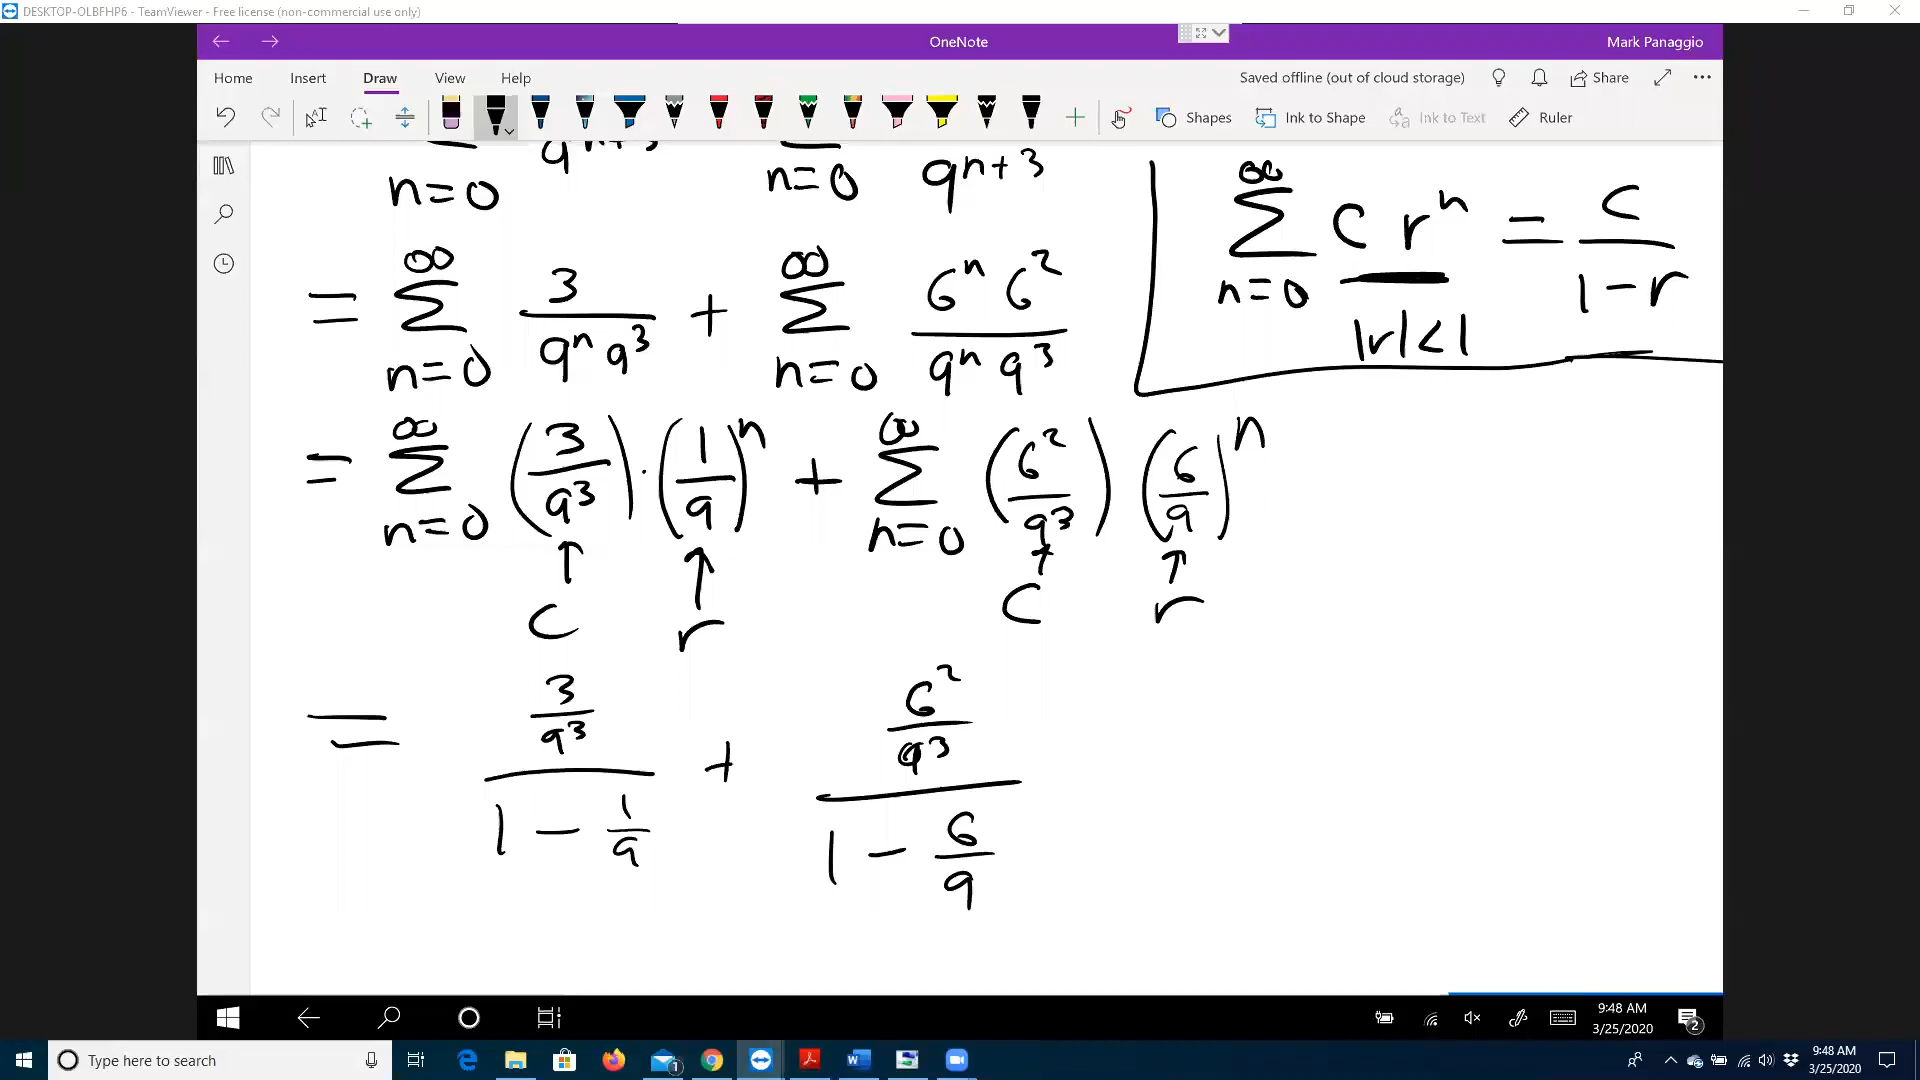 DESKTOP-OLBFHP6 - TeamViewer - Free license (non-commercial use only)
OneNote
Mark Panaggio
Home Insert Draw View Help
Saved offline (out of cloud storage)
Share
Shapes Ink to Shape Ink to Text Ruler
n=0 9^{n+3} n=0 9^{n+3}
∑_{n=0}^{∞} c r^n = c/(1-r)
|r|<1
= ∑_{n=0}^{∞} 3/(9^n 9^3) + ∑_{n=0}^{∞} (6^n 6^2)/(9^n 9^3)
= ∑_{n=0}^{∞} (3/9^3) · (1/9)^n + ∑_{n=0}^{∞} (6^2/9^3) (6/9)^n
↑ ↑ ↑ ↑
c r c r
= (3/9^3)/(1 - 1/9) + (6^2/9^3)/(1 - 6/9)
9:48 AM
3/25/2020
2
Type here to search
1
9:48 AM
3/25/2020